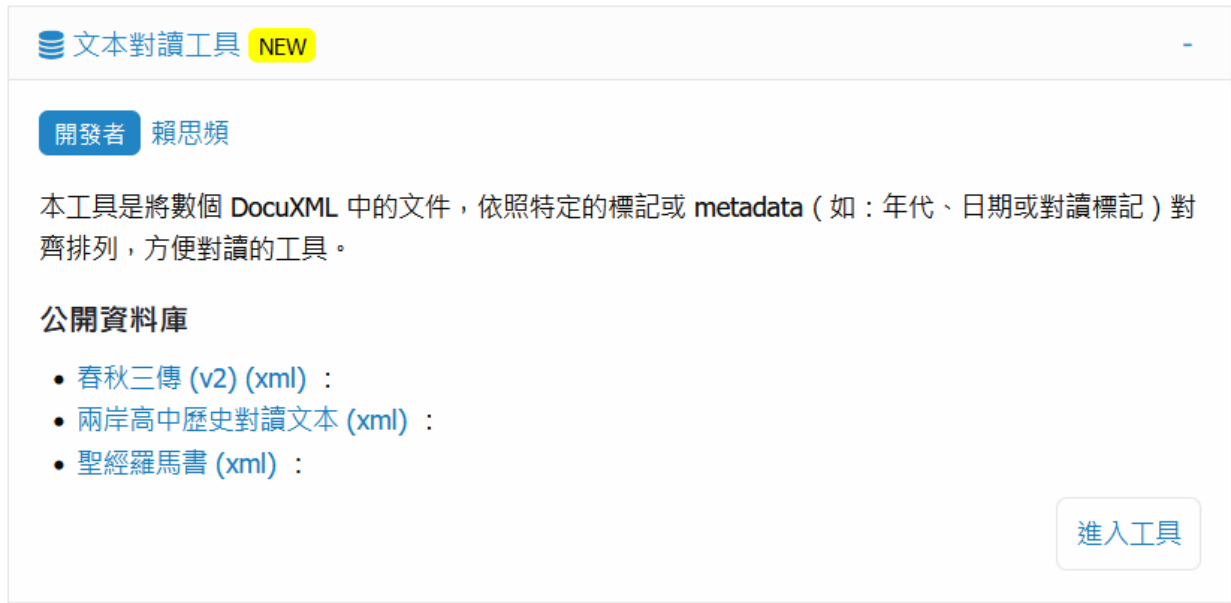 文本對讀工具 NEW -
開發者 賴思頻
本工具是將數個 DocuXML 中的文件，依照特定的標記或 metadata（如：年代、日期或對讀標記）對
齊排列，方便對讀的工具。
公開資料庫
• 春秋三傳 (v2) (xml) ：
• 兩岸高中歷史對讀文本 (xml) ：
• 聖經羅馬書 (xml) ：
進入工具